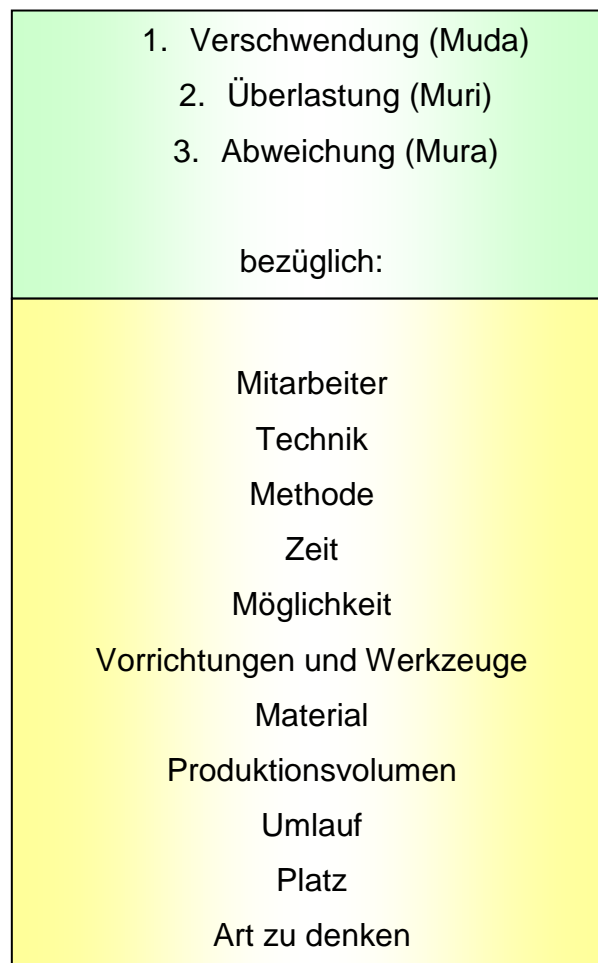 1. Verschwendung (Muda)
2. Überlastung (Muri)
3. Abweichung (Mura)
bezüglich:
Mitarbeiter
Technik
Methode
Zeit
Möglichkeit
Vorrichtungen und Werkzeuge
Material
Produktionsvolumen
Umlauf
Platz
Art zu denken